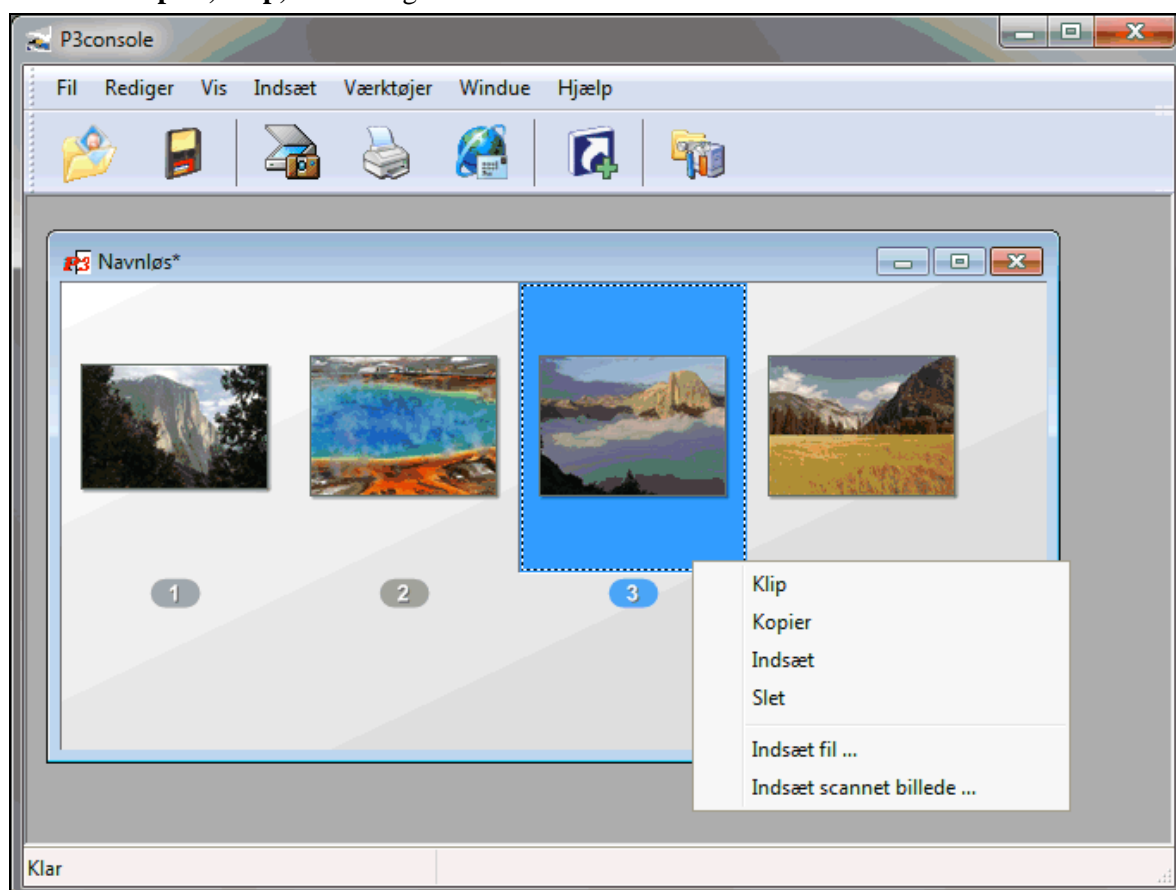 P3console
Fil Rediger Vis Indsæt Værktøjer Windue Hjælp
P3 Navnløs*
1 2 3
Klip
Kopier
Indsæt
Slet
Indsæt fil ...
Indsæt scannet billede ...
Klar